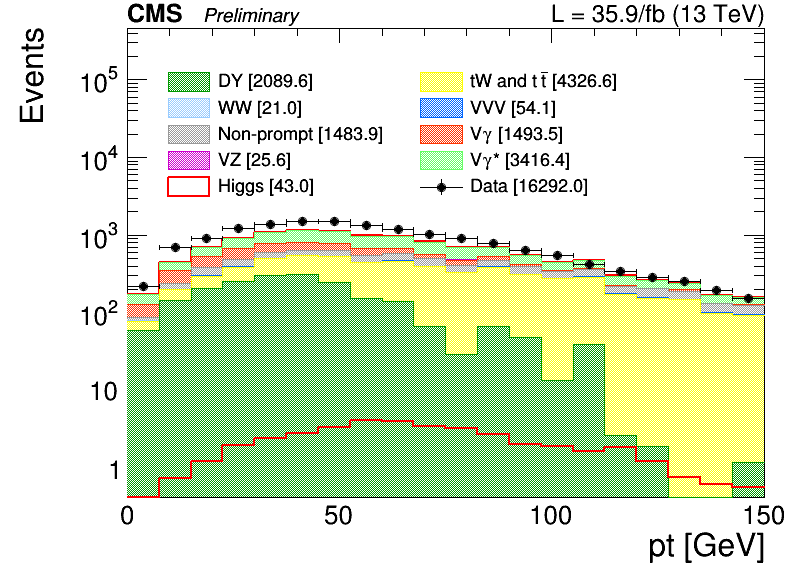 CMS Preliminary L = 35.9/fb (13 TeV)
Events
DY [2089.6] tW and tt̅ [4326.6]
WW [21.0] VVV [54.1]
Non-prompt [1483.9] Vγ [1493.5]
VZ [25.6] Vγ* [3416.4]
Higgs [43.0] Data [16292.0]
10⁵
10⁴
10³
10²
10
1
0 50 100 150
pt [GeV]